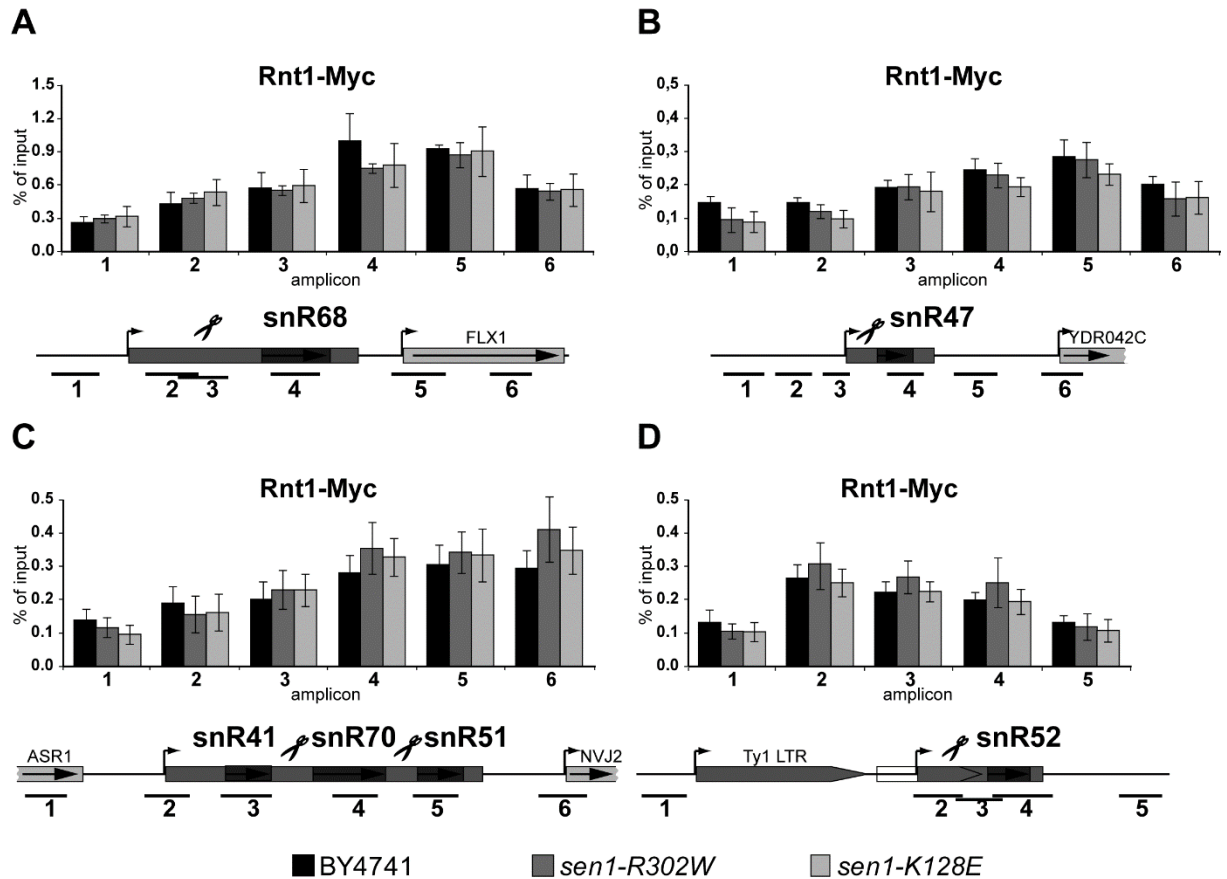 A
Rnt1-Myc
% of input
1.5
1.2
0.9
0.6
0.3
0.0
1 2 3 4 5 6
amplicon
snR68
FLX1
1 2 3 4 5 6
B
Rnt1-Myc
% of input
0,5
0,4
0,3
0,2
0,1
0,0
1 2 3 4 5 6
amplicon
snR47
YDR042C
1 2 3 4 5 6
C
Rnt1-Myc
% of input
0.5
0.4
0.3
0.2
0.1
0.0
1 2 3 4 5 6
amplicon
snR41 snR70 snR51
ASR1 NVJ2
1 2 3 4 5 6
D
Rnt1-Myc
% of input
0.5
0.4
0.3
0.2
0.1
0.0
1 2 3 4 5
amplicon
snR52
Ty1 LTR
1 2 3 4 5
BY4741 sen1-R302W sen1-K128E